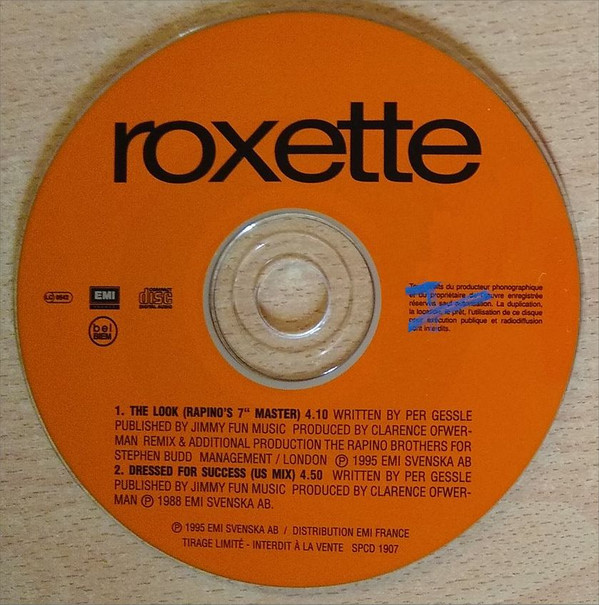 roxette
EMI
COMPACT
disc
DIGITAL AUDIO
bel
BIEM
du producteur phonographique
et du propriétaire de enregistrée
réservés sauf autorisation. La duplication,
la location, le prêt, l'utilisation de ce disque
exécution publique et radiodiffusion
sont interdits.
1. THE LOOK (RAPINO'S 7" MASTER) 4.10 WRITTEN BY PER GESSLE
PUBLISHED BY JIMMY FUN MUSIC PRODUCED BY CLARENCE OFWER-
MAN REMIX & ADDITIONAL PRODUCTION THE RAPINO BROTHERS FOR
STEPHEN BUDD MANAGEMENT / LONDON ℗ 1995 EMI SVENSKA AB
2. DRESSED FOR SUCCESS (US MIX) 4.50 WRITTEN BY PER GESSLE
PUBLISHED BY JIMMY FUN MUSIC PRODUCED BY CLARENCE OFWER-
MAN ℗ 1988 EMI SVENSKA AB.
℗ 1995 EMI SVENSKA AB / DISTRIBUTION EMI FRANCE
TIRAGE LIMITÉ - INTERDIT À LA VENTE SPCD 1907